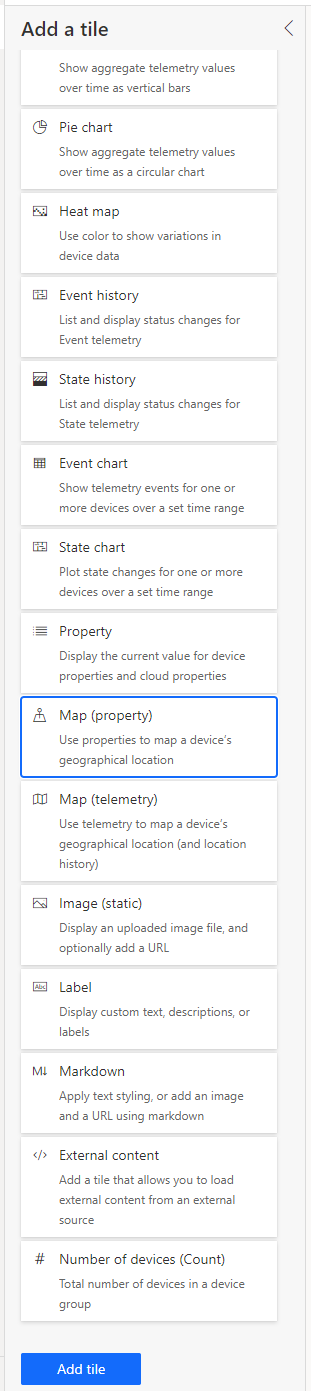 Add a tile
Show aggregate telemetry values
over time as vertical bars
Pie chart
Show aggregate telemetry values
over time as a circular chart
Heat map
Use color to show variations in
device data
Event history
List and display status changes for
Event telemetry
State history
List and display status changes for
State telemetry
Event chart
Show telemetry events for one or
more devices over a set time range
State chart
Plot state changes for one or more
devices over a set time range
Property
Display the current value for device
properties and cloud properties
Map (property)
Use properties to map a device's
geographical location
Map (telemetry)
Use telemetry to map a device's
geographical location (and location
history)
Image (static)
Display an uploaded image file, and
optionally add a URL
Abc Label
Display custom text, descriptions, or
labels
M↓ Markdown
Apply text styling, or add an image
and a URL using markdown
</> External content
Add a tile that allows you to load
external content from an external
source
# Number of devices (Count)
Total number of devices in a device
group
Add tile